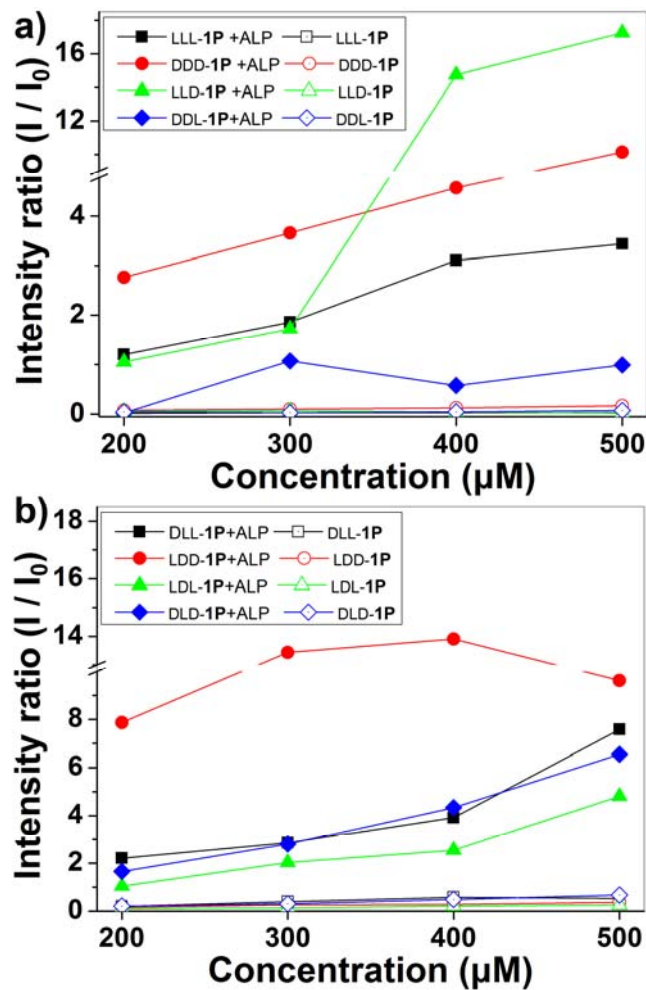 a)
LLL-1P +ALP LLL-1P
DDD-1P +ALP DDD-1P
LLD-1P +ALP LLD-1P
DDL-1P+ALP DDL-1P
Intensity ratio (I / I0)
16
12
4
2
0
200 300 400 500
Concentration (µM)
b)
DLL-1P+ALP DLL-1P
LDD-1P+ALP LDD-1P
LDL-1P+ALP LDL-1P
DLD-1P+ALP DLD-1P
Intensity ratio (I / I0)
18
16
14
8
6
4
2
0
200 300 400 500
Concentration (µM)